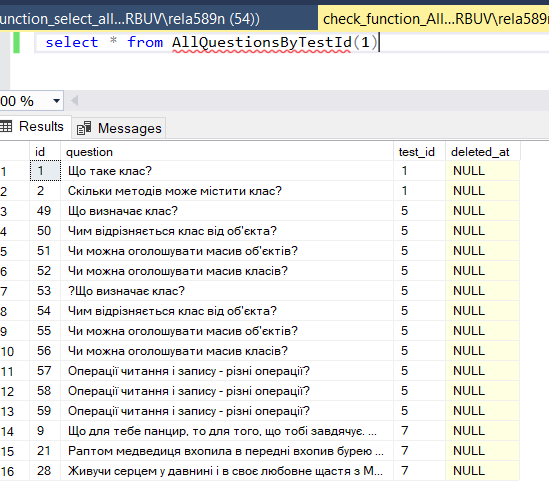 unction_select_all...RBUV\rela589n (54)) check_function_All...RBUV\rela589n
select * from AllQuestionsByTestId(1)
00 %
Results Messages
id question test_id deleted_at
1 1 Що таке клас? 1 NULL
2 2 Скільки методів може містити клас? 1 NULL
3 49 Що визначає клас? 5 NULL
4 50 Чим відрізняється клас від об'єкта? 5 NULL
5 51 Чи можна оголошувати масив об'єктів? 5 NULL
6 52 Чи можна оголошувати масив класів? 5 NULL
7 53 ?Що визначає клас? 5 NULL
8 54 Чим відрізняється клас від об'єкта? 5 NULL
9 55 Чи можна оголошувати масив об'єктів? 5 NULL
10 56 Чи можна оголошувати масив класів? 5 NULL
11 57 Операції читання і запису - різні операції? 5 NULL
12 58 Операції читання і запису - різні операції? 5 NULL
13 59 Операції читання і запису - різні операції? 5 NULL
14 9 Що для тебе панцир, то для того, що тобі завдячує. ... 7 NULL
15 21 Раптом медведиця вхопила в передні вхопив бурею ... 7 NULL
16 28 Живучи серцем у давнині і в своє любовне щастя з М... 7 NULL